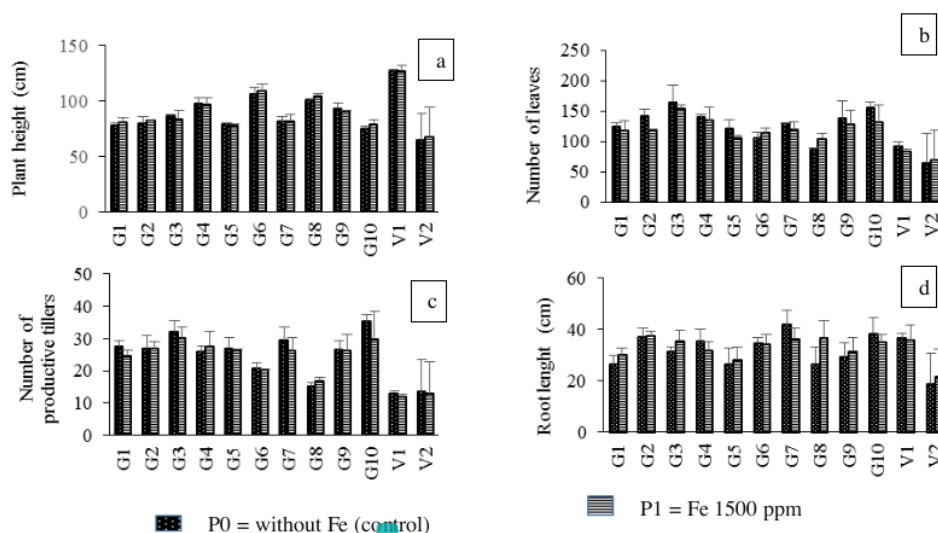 a
Plant height (cm)
150
100
50
0
G1 G2 G3 G4 G5 G6 G7 G8 G9 G10 V1 V2
b
Number of leaves
250
200
150
100
50
0
G1 G2 G3 G4 G5 G6 G7 G8 G9 G10 V1 V2
c
Number of
productive tillers
50
40
30
20
10
0
G1 G2 G3 G4 G5 G6 G7 G8 G9 G10 V1 V2
d
Root lenght (cm)
60
40
20
0
G1 G2 G3 G4 G5 G6 G7 G8 G9 G10 V1 V2
P0 = without Fe (control)
P1 = Fe 1500 ppm